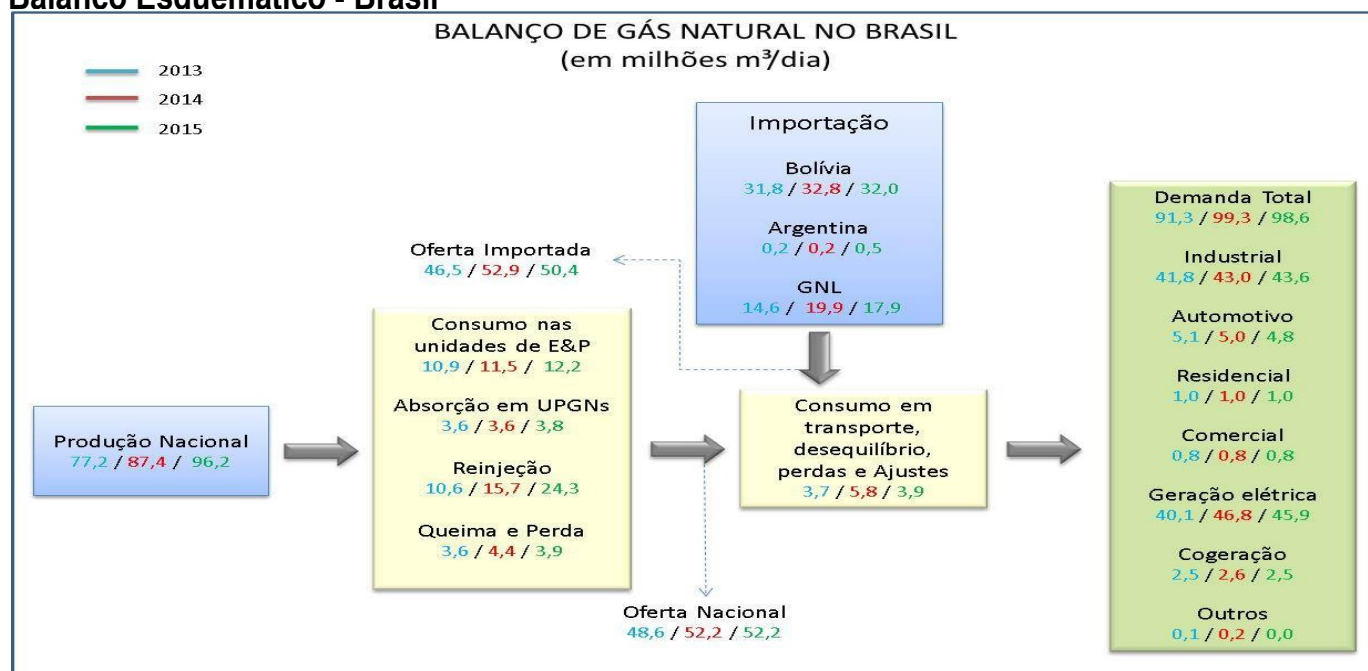 Balanço Esquemático - Brasil
BALANÇO DE GÁS NATURAL NO BRASIL
(em milhões m³/dia)
2013
2014
2015
Importação
Bolívia
31,8 / 32,8 / 32,0
Argentina
0,2 / 0,2 / 0,5
GNL
14,6 / 19,9 / 17,9
Oferta Importada
46,5 / 52,9 / 50,4
Produção Nacional
77,2 / 87,4 / 96,2
Consumo nas
unidades de E&P
10,9 / 11,5 / 12,2
Absorção em UPGNs
3,6 / 3,6 / 3,8
Reinjeção
10,6 / 15,7 / 24,3
Queima e Perda
3,6 / 4,4 / 3,9
Oferta Nacional
48,6 / 52,2 / 52,2
Consumo em
transporte,
desequilíbrio,
perdas e Ajustes
3,7 / 5,8 / 3,9
Demanda Total
91,3 / 99,3 / 98,6
Industrial
41,8 / 43,0 / 43,6
Automotivo
5,1 / 5,0 / 4,8
Residencial
1,0 / 1,0 / 1,0
Comercial
0,8 / 0,8 / 0,8
Geração elétrica
40,1 / 46,8 / 45,9
Cogeração
2,5 / 2,6 / 2,5
Outros
0,1 / 0,2 / 0,0